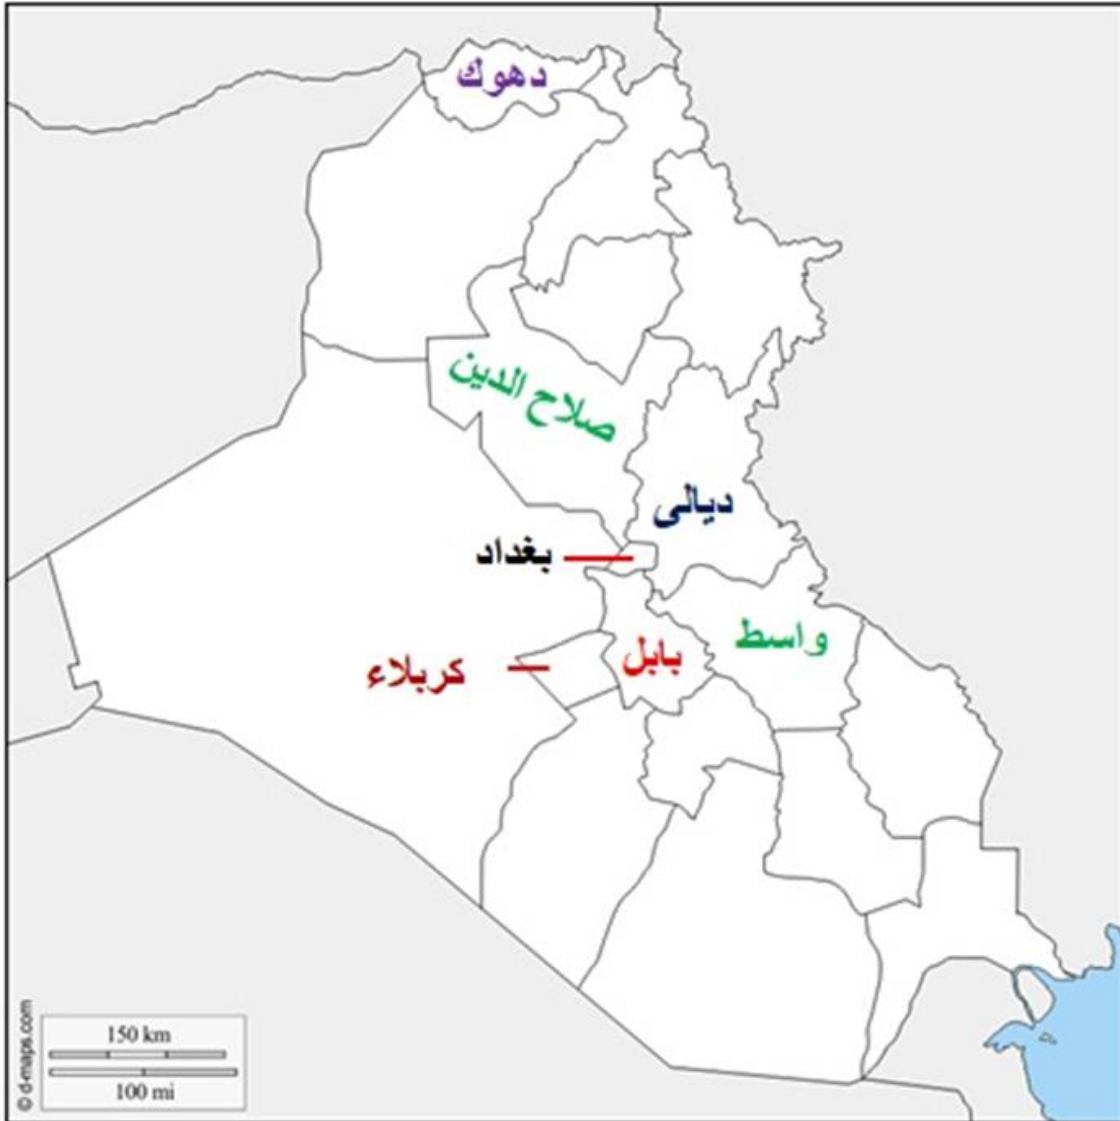 دهوك
صلاح الدين
ديالى
بغداد
واسط
بابل
كربلاء
150 km
100 mi
© d-maps.com